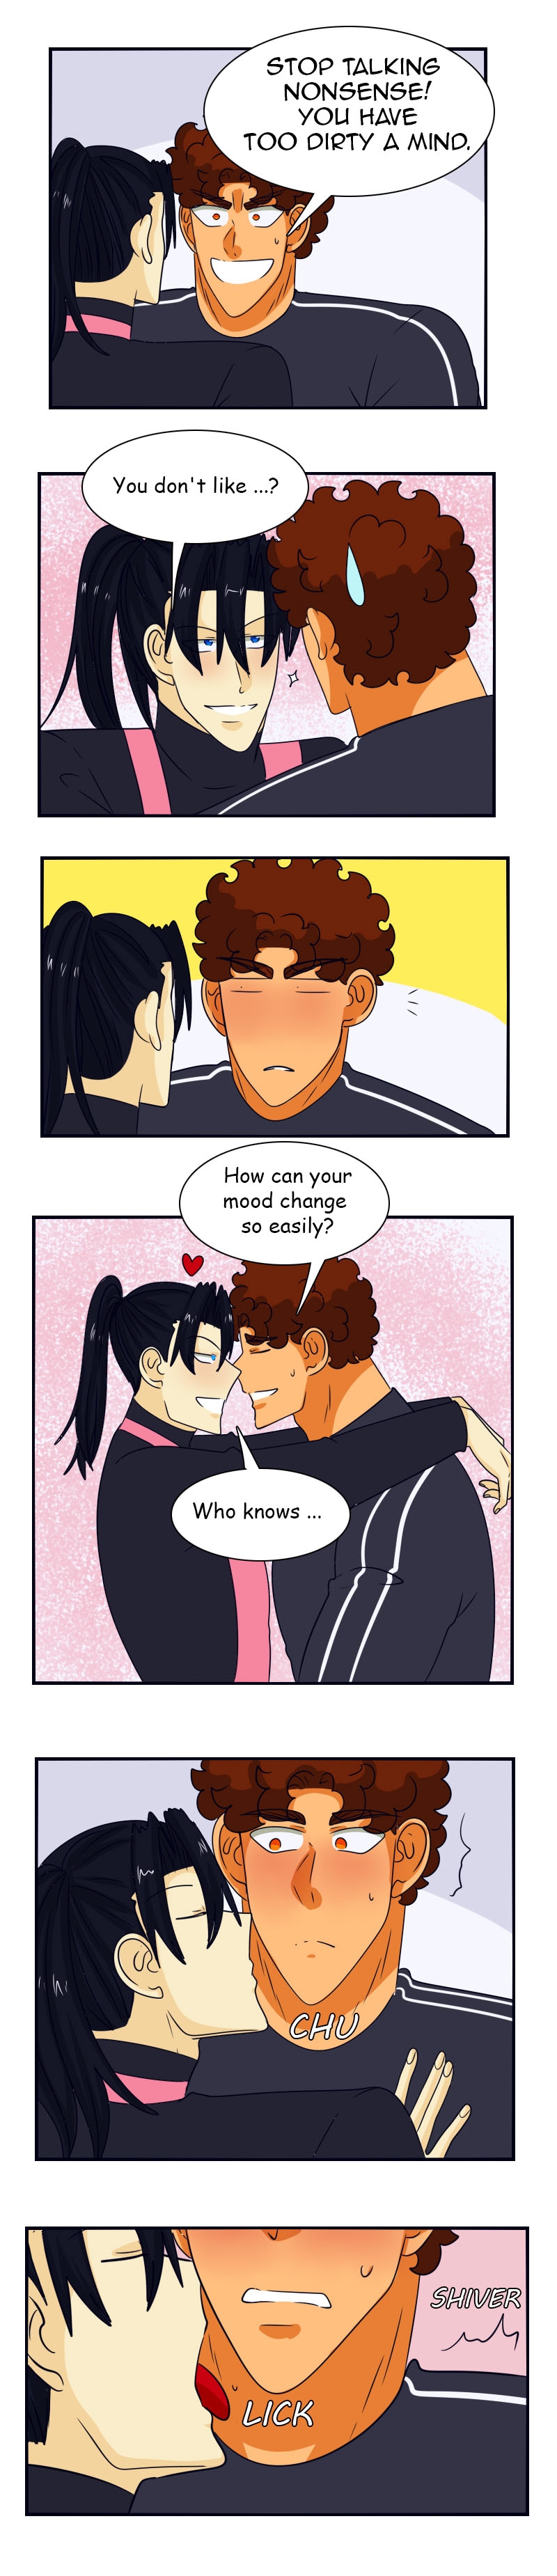 STOP TALKING
NONSENSE!
YOU HAVE
TOO DIRTY A MIND.
You don't like ...?
How can your
mood change
so easily?
Who knows ...
CHU
SHIVER
LICK